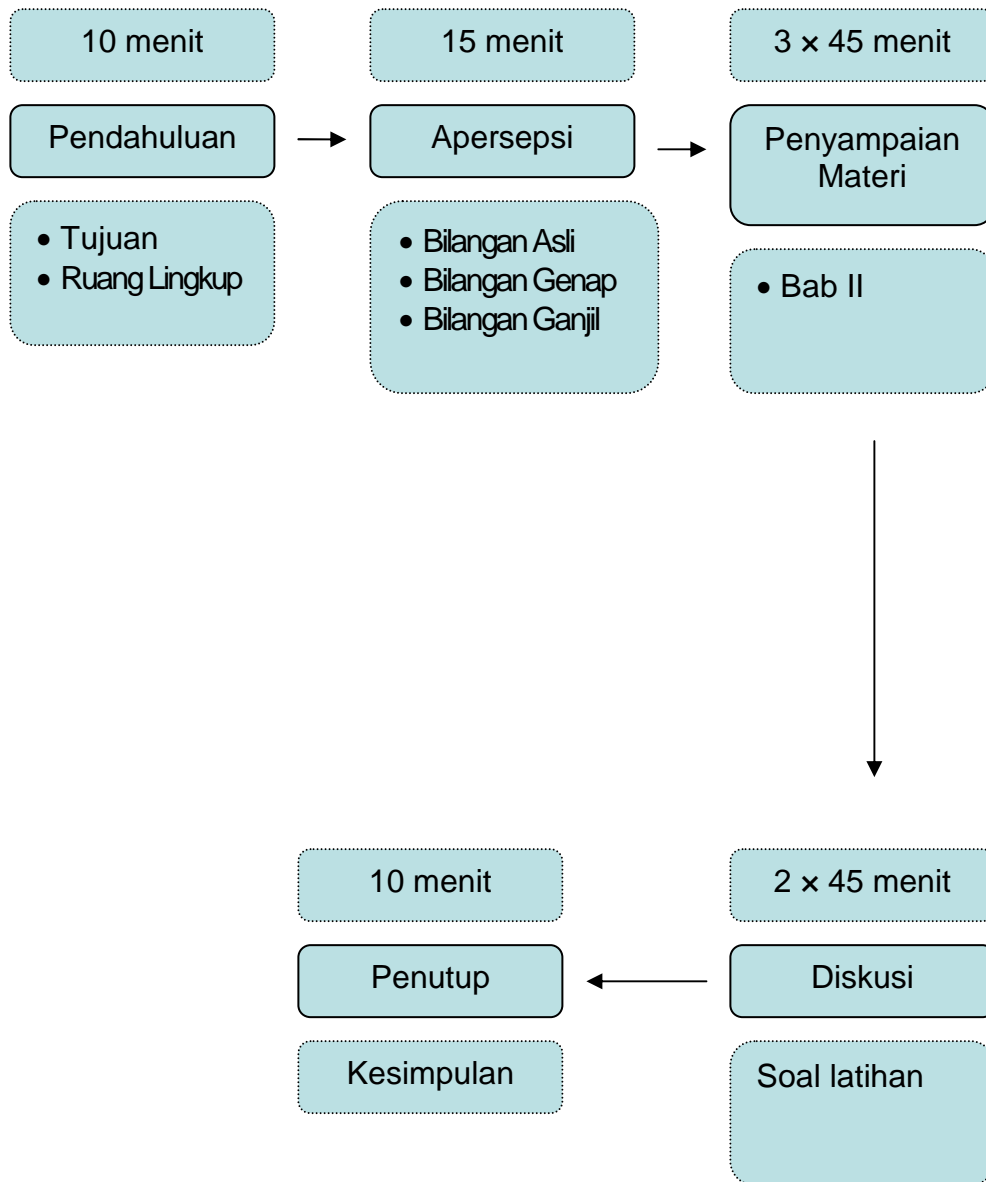 10 menit
Pendahuluan
• Tujuan
• Ruang Lingkup
15 menit
Apersepsi
• Bilangan Asli
• Bilangan Genap
• Bilangan Ganjil
3 × 45 menit
Penyampaian
Materi
• Bab II
2 × 45 menit
Diskusi
Soal latihan
10 menit
Penutup
Kesimpulan